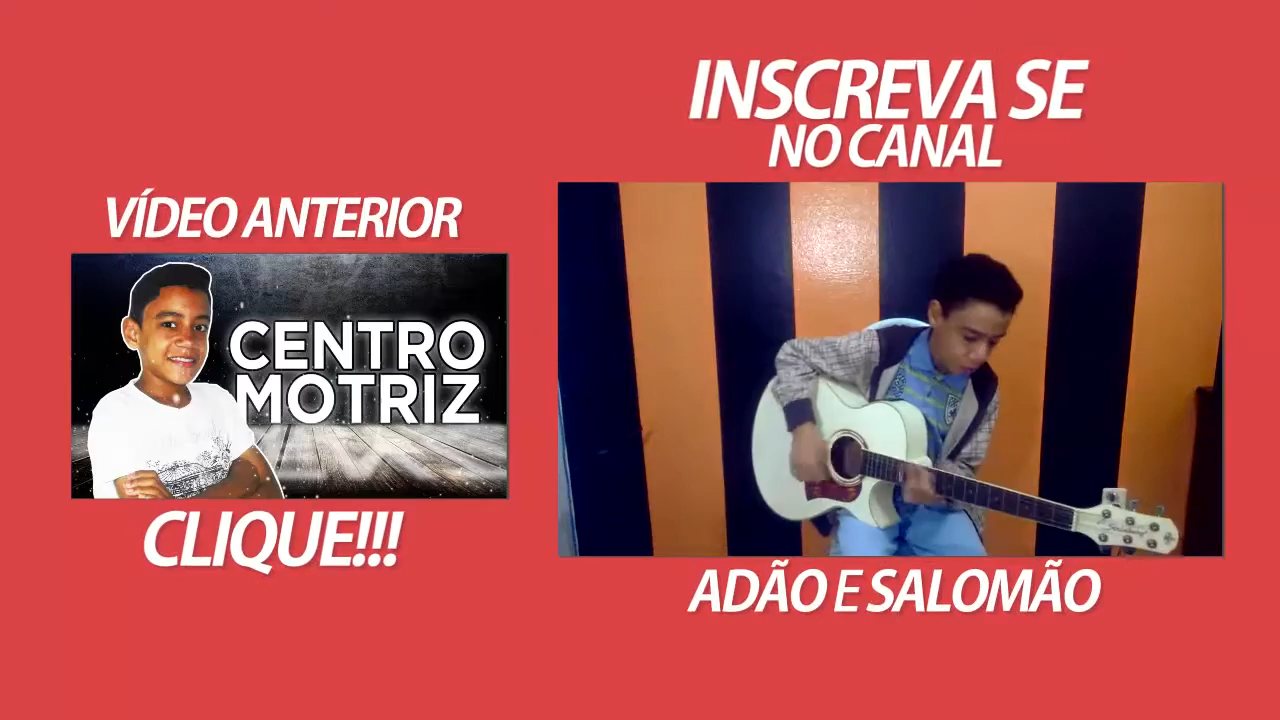 INSCREVA SE
NO CANAL
VÍDEO ANTERIOR
CENTRO
MOTRIZ
CLIQUE!!!
ADÃO E SALOMÃO